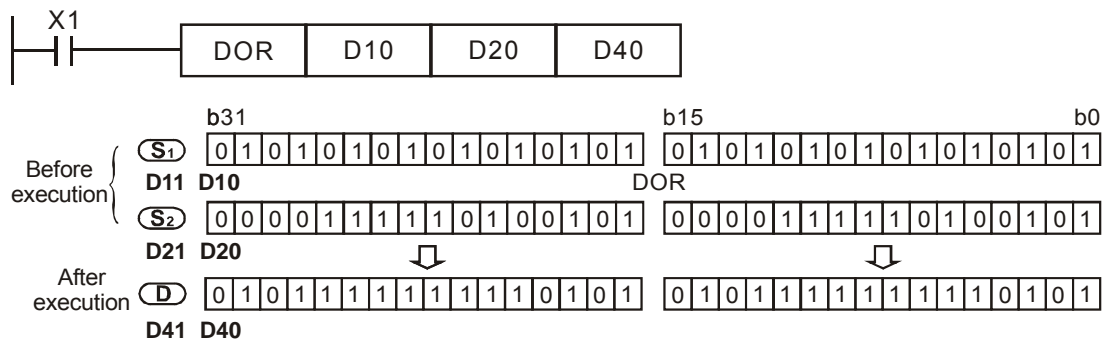 X1
DOR D10 D20 D40
b31 b15 b0
S1 0 1 0 1 0 1 0 1 0 1 0 1 0 1 0 1 0 1 0 1 0 1 0 1 0 1 0 1 0 1 0 1
Before
execution
D11 D10 DOR
S2 0 0 0 0 1 1 1 1 1 0 1 0 0 1 0 1 0 0 0 0 1 1 1 1 1 0 1 0 0 1 0 1
D21 D20
After
execution
D 0 1 0 1 1 1 1 1 1 1 1 1 0 1 0 1 0 1 0 1 1 1 1 1 1 1 1 1 0 1 0 1
D41 D40